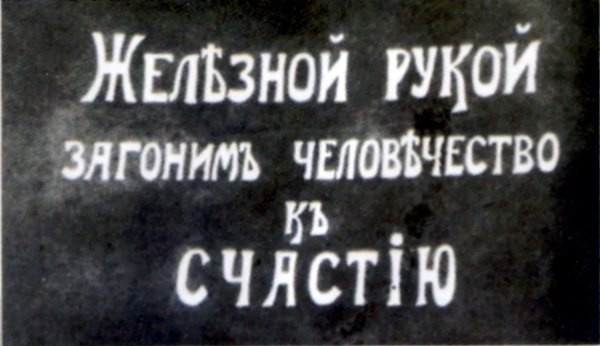 Желѣзной рукой
загонимъ человѣчество
къ
счастію